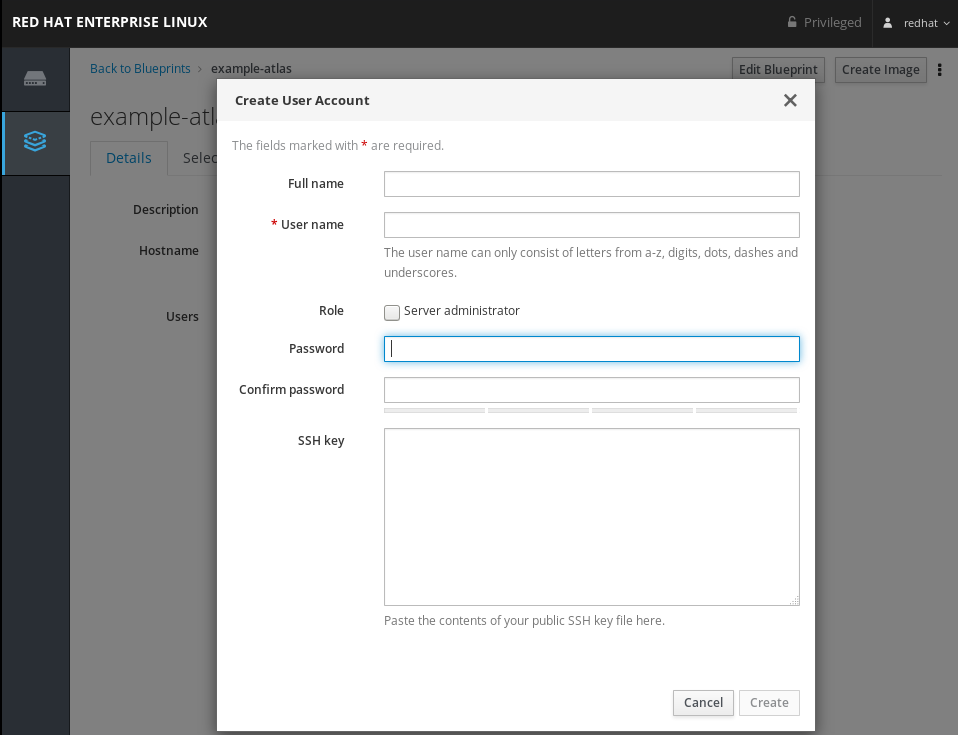 RED HAT ENTERPRISE LINUX
Privileged
redhat
Back to Blueprints
example-atlas
Edit Blueprint
Create Image
example-atl
Details
Selec
Description
Hostname
Users
Create User Account
The fields marked with * are required.
Full name
* User name
The user name can only consist of letters from a-z, digits, dots, dashes and
underscores.
Role
Server administrator
Password
Confirm password
SSH key
Paste the contents of your public SSH key file here.
Cancel
Create